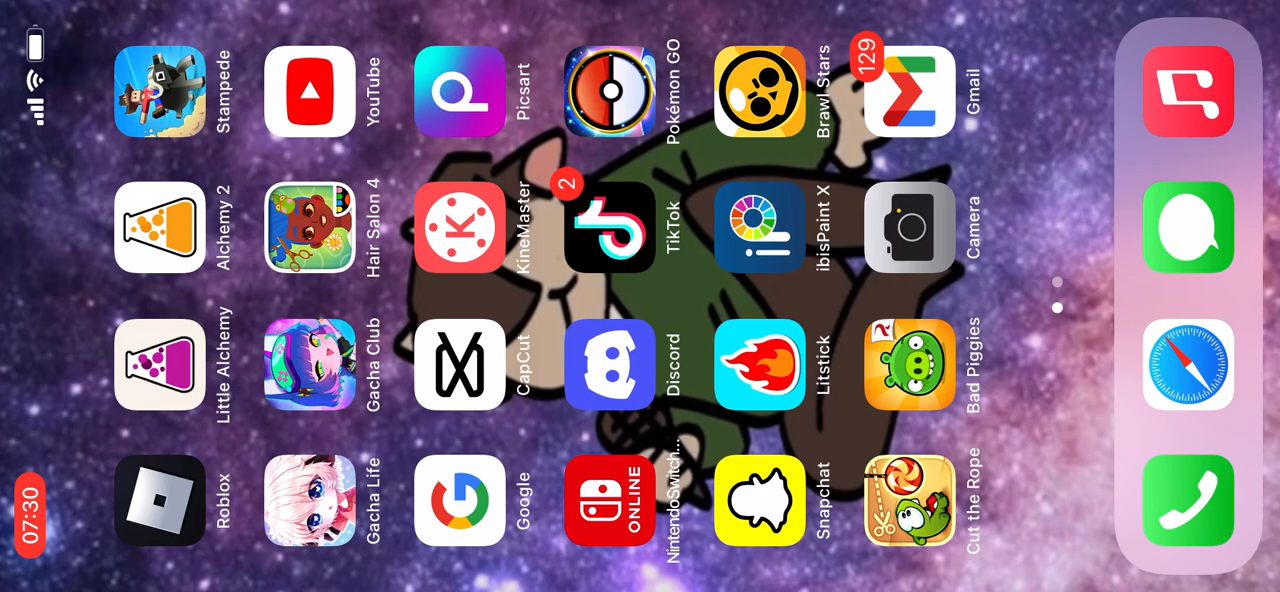 07:30
Roblox
Little Alchemy
Alchemy 2
Stampede
Gacha Life
Gacha Club
Hair Salon 4
YouTube
Google
CapCut
K
KineMaster
Picsart
ONLINE
NintendoSwitch...
Discord
2
TikTok
Pokémon GO
Snapchat
Litstick
ibisPaint X
Brawl Stars
Cut the Rope
Bad Piggies
Camera
129
Gmail